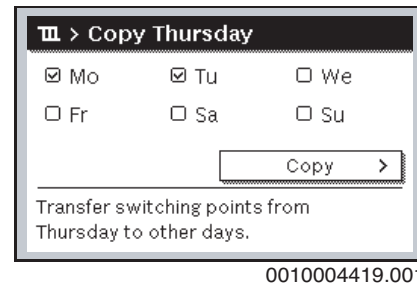 > Copy Thursday
Mo Tu We
Fr Sa Su
Copy >
Transfer switching points from
Thursday to other days.
0010004419.001